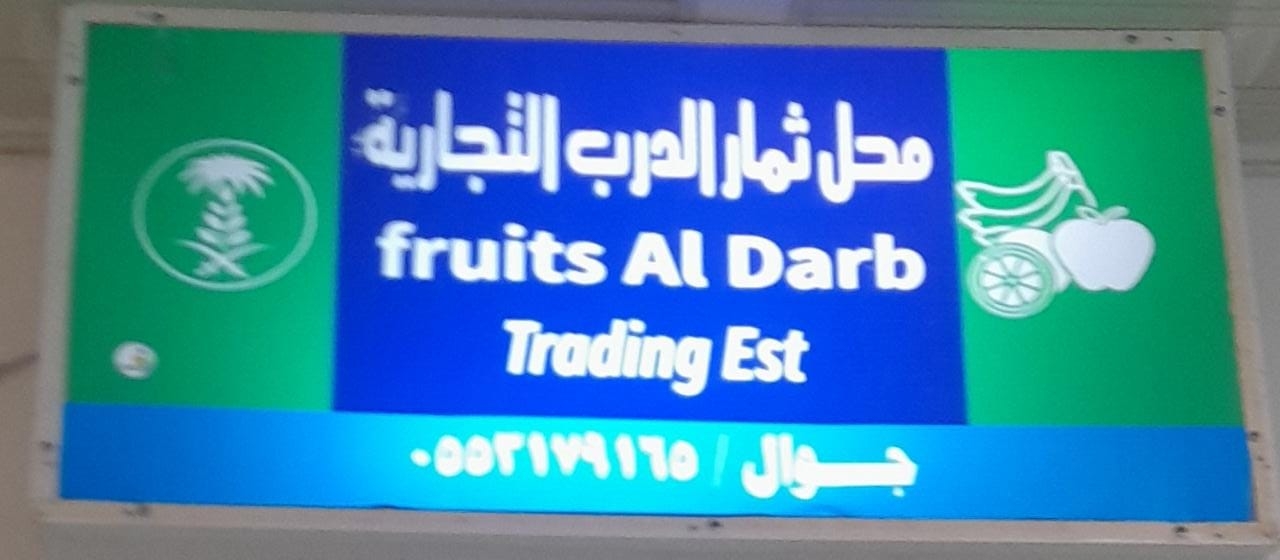 محل ثمار الدرب التجارية
fruits Al Darb
Trading Est
جوال / ٠٥٥٣١٧٩١٦٥